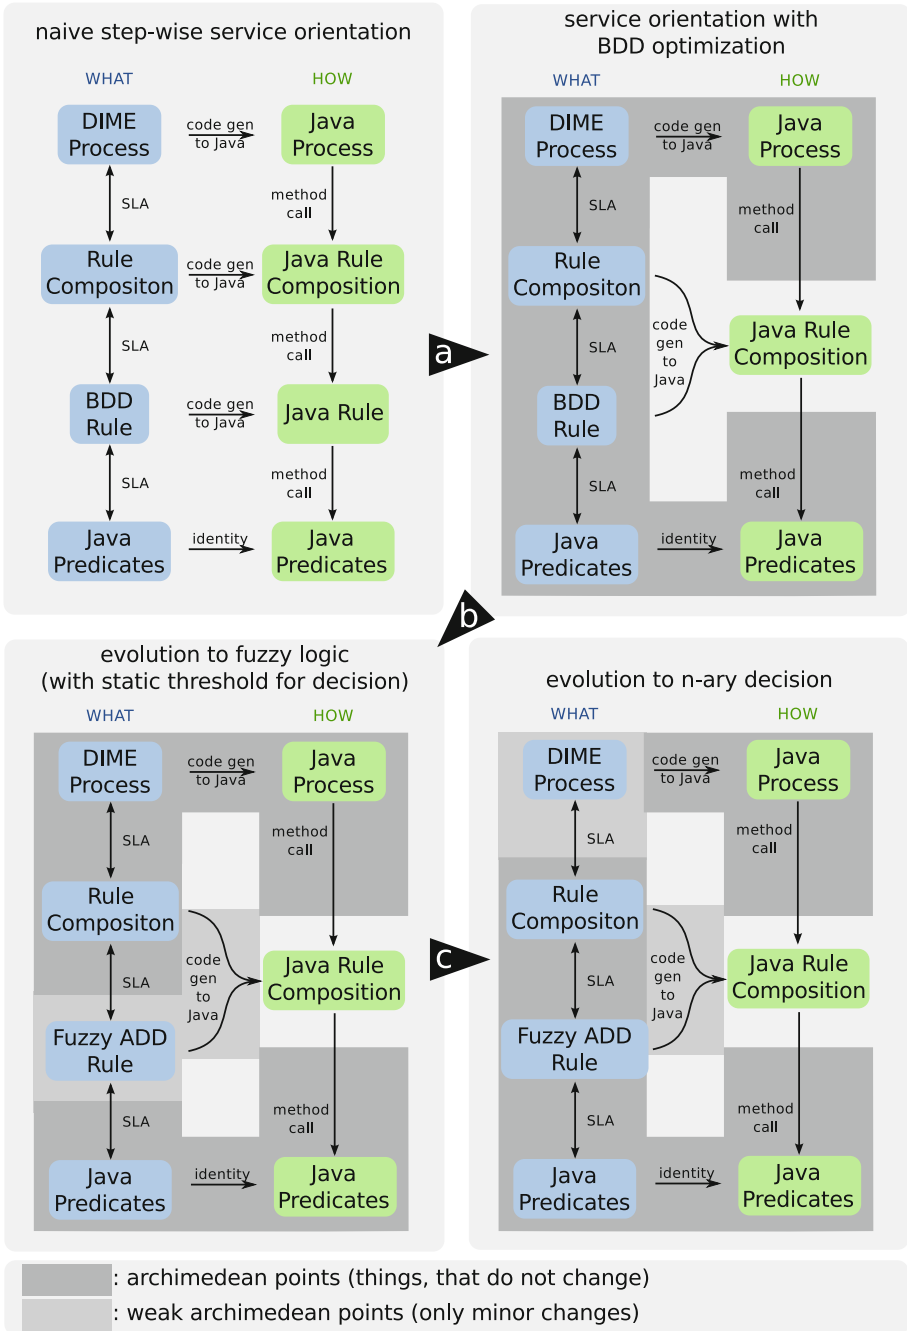 naive step-wise service orientation
WHAT
HOW
DIME
Process
code gen
to Java
Java
Process
SLA
method
call
Rule
Compositon
code gen
to Java
Java Rule
Composition
SLA
method
call
BDD
Rule
code gen
to Java
Java Rule
SLA
method
call
Java
Predicates
identity
Java
Predicates
a
service orientation with
BDD optimization
WHAT
HOW
DIME
Process
code gen
to Java
Java
Process
SLA
method
call
Rule
Compositon
code
gen
to
Java
Java Rule
Composition
SLA
BDD
Rule
SLA
method
call
Java
Predicates
identity
Java
Predicates
b
evolution to fuzzy logic
(with static threshold for decision)
WHAT
HOW
DIME
Process
code gen
to Java
Java
Process
SLA
method
call
Rule
Compositon
code
gen
to
Java
Java Rule
Composition
SLA
Fuzzy ADD
Rule
SLA
method
call
Java
Predicates
identity
Java
Predicates
c
evolution to n-ary decision
WHAT
HOW
DIME
Process
code gen
to Java
Java
Process
SLA
method
call
Rule
Compositon
code
gen
to
Java
Java Rule
Composition
SLA
Fuzzy ADD
Rule
SLA
method
call
Java
Predicates
identity
Java
Predicates
: archimedean points (things, that do not change)
: weak archimedean points (only minor changes)